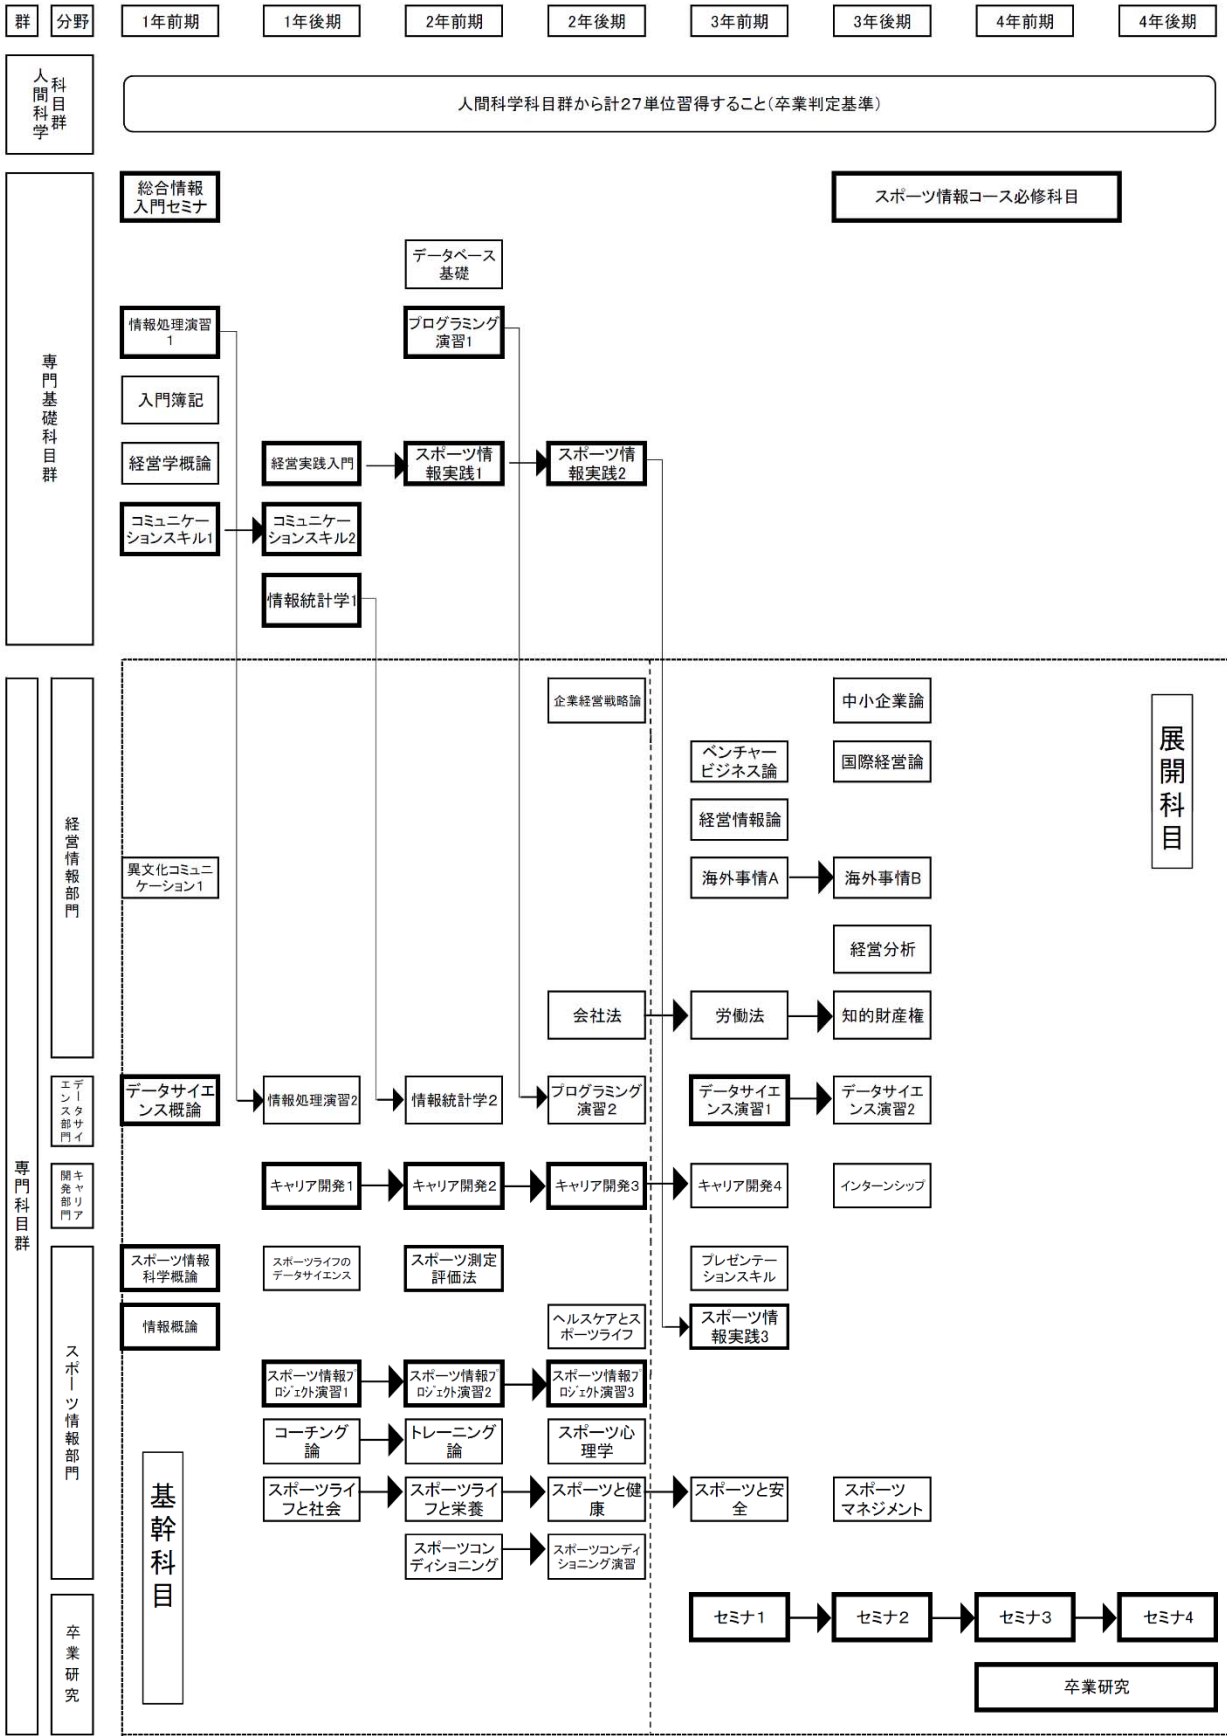 群
分野
1年前期
1年後期
2年前期
2年後期
3年前期
3年後期
4年前期
4年後期
人間科学
科目群
人間科学科目群から計27単位習得すること(卒業判定基準)
専門基礎科目群
総合情報
入門セミナ
スポーツ情報コース必修科目
データベース
基礎
情報処理演習
1
プログラミング
演習1
入門簿記
経営学概論
経営実践入門
スポーツ情
報実践1
スポーツ情
報実践2
コミュニケー
ションスキル1
コミュニケー
ションスキル2
情報統計学1
専門科目群
経営情報部門
企業経営戦略論
中小企業論
展開科目
ベンチャー
ビジネス論
国際経営論
経営情報論
異文化コミュニ
ケーション1
海外事情A
海外事情B
経営分析
会社法
労働法
知的財産権
データサイ
エンス部門
データサイエ
ンス概論
情報処理演習2
情報統計学2
プログラミング
演習2
データサイエ
ンス演習1
データサイエ
ンス演習2
キャリア
開発部門
キャリア開発1
キャリア開発2
キャリア開発3
キャリア開発4
インターンシップ
スポーツ情報部門
スポーツ情報
科学概論
スポーツライフの
データサイエンス
スポーツ測定
評価法
プレゼンテー
ションスキル
情報概論
ヘルスケアとス
ポーツライフ
スポーツ情
報実践3
スポーツ情報プ
ロジェクト演習1
スポーツ情報プ
ロジェクト演習2
スポーツ情報プ
ロジェクト演習3
コーチング
論
トレーニング
論
スポーツ心
理学
基幹科目
スポーツライ
フと社会
スポーツライ
フと栄養
スポーツと健
康
スポーツと安
全
スポーツ
マネジメント
スポーツコン
ディショニング
スポーツコンディ
ショニング演習
卒業研究
セミナ1
セミナ2
セミナ3
セミナ4
卒業研究